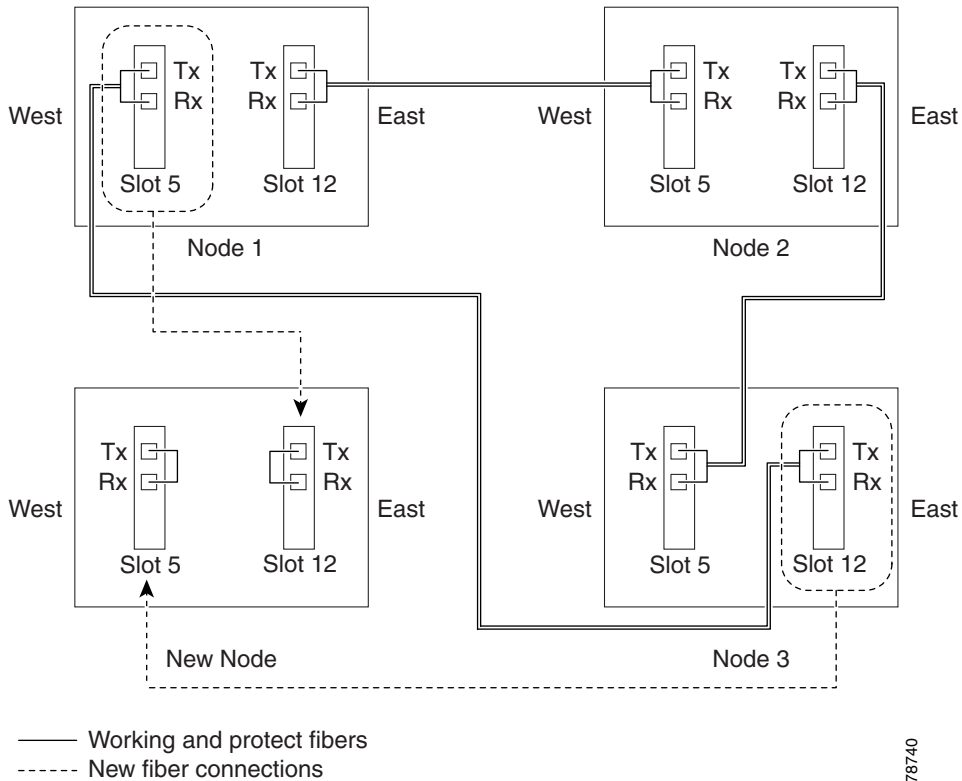 Tx
Rx
West
Slot 5
Tx
Rx
East
Slot 12
Node 1
Tx
Rx
West
Slot 5
Tx
Rx
East
Slot 12
Node 2
Tx
Rx
West
Slot 5
Tx
Rx
East
Slot 12
New Node
Tx
Rx
West
Slot 5
Tx
Rx
East
Slot 12
Node 3
Working and protect fibers
New fiber connections
78740